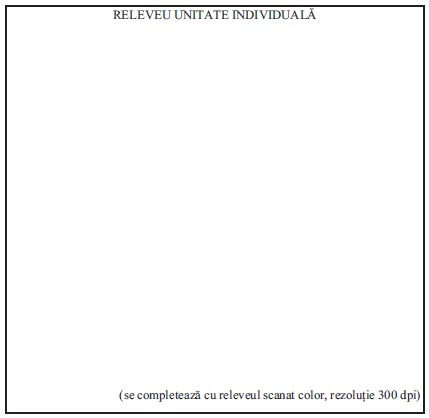 RELEVEU UNITATE INDIVIDUALĂ
(se completează cu releveul scanat color, rezoluție 300 dpi)